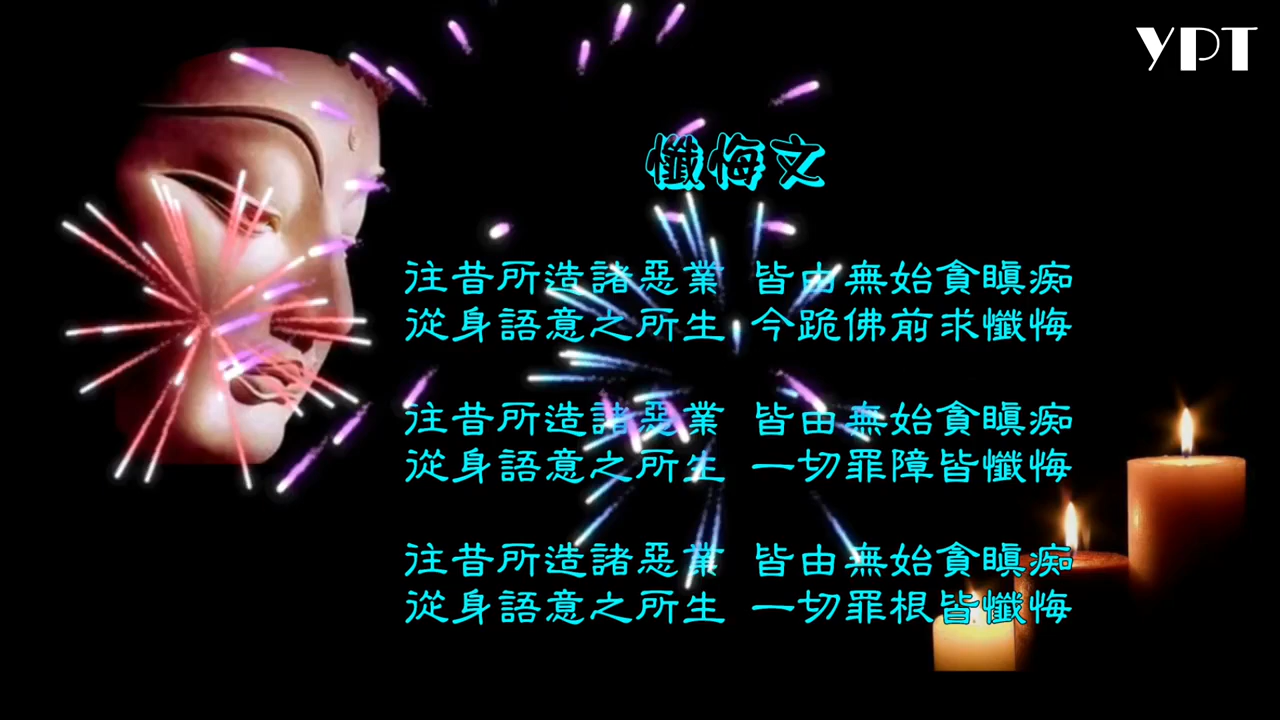 YPT
懺悔文
往昔所造諸惡業 皆由無始貪瞋痴
從身語意之所生 今跪佛前求懺悔
往昔所造諸惡業 皆由無始貪瞋痴
從身語意之所生 一切罪障皆懺悔
往昔所造諸惡業 皆由無始貪瞋痴
從身語意之所生 一切罪根皆懺悔